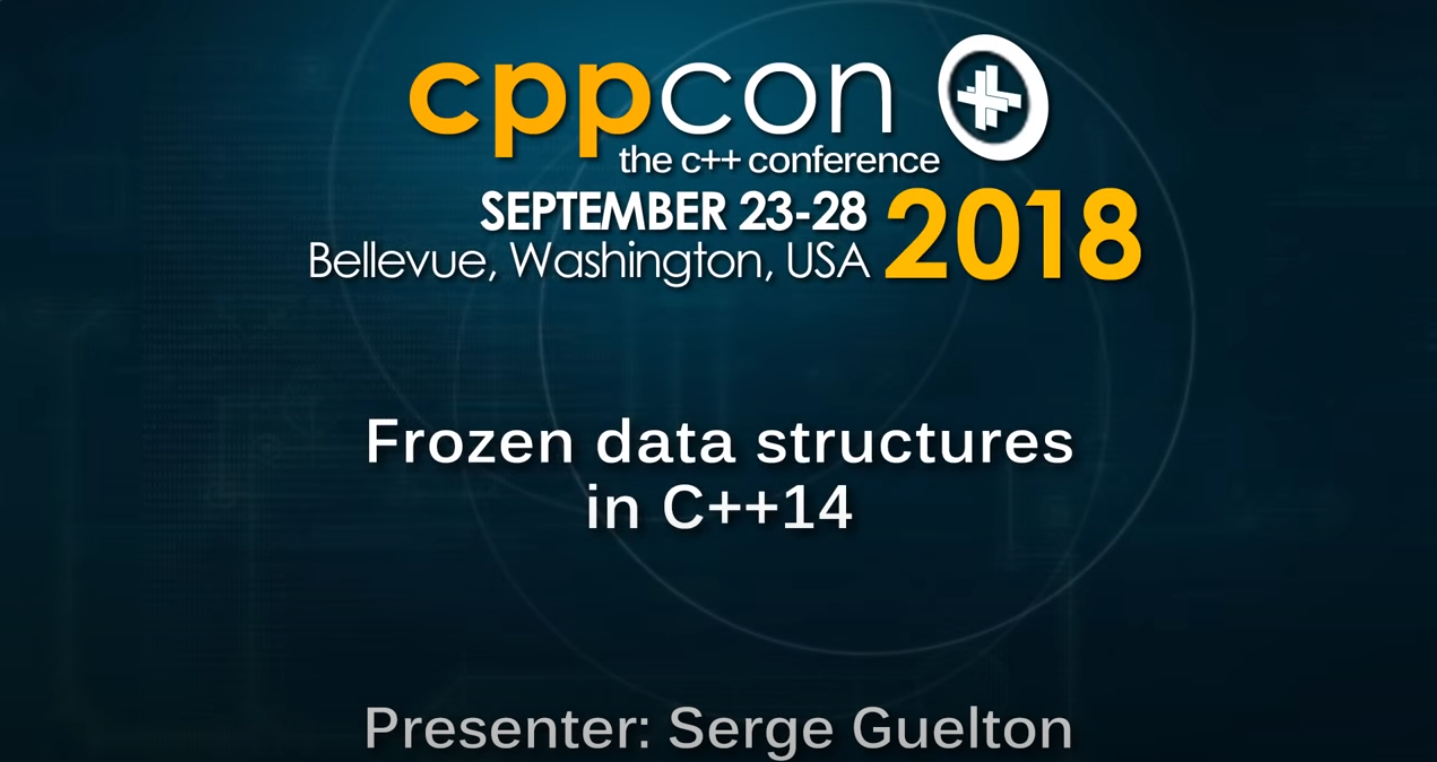 cppcon
the c++ conference
SEPTEMBER 23-28
Bellevue, Washington, USA 2018
Frozen data structures
in C++14
Presenter: Serge Guelton